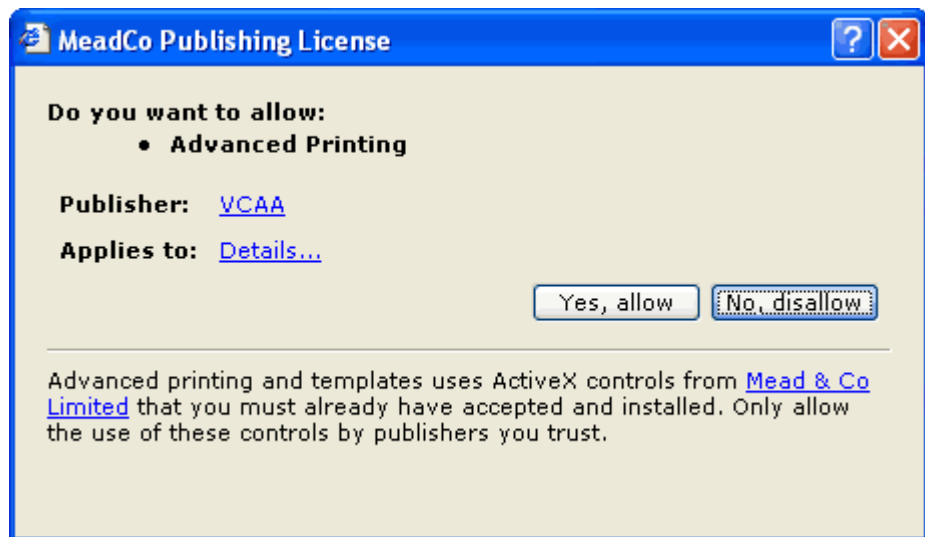 MeadCo Publishing License
Do you want to allow:
• Advanced Printing
Publisher: VCAA
Applies to: Details...
Yes, allow No, disallow
Advanced printing and templates uses ActiveX controls from Mead & Co
Limited that you must already have accepted and installed. Only allow
the use of these controls by publishers you trust.